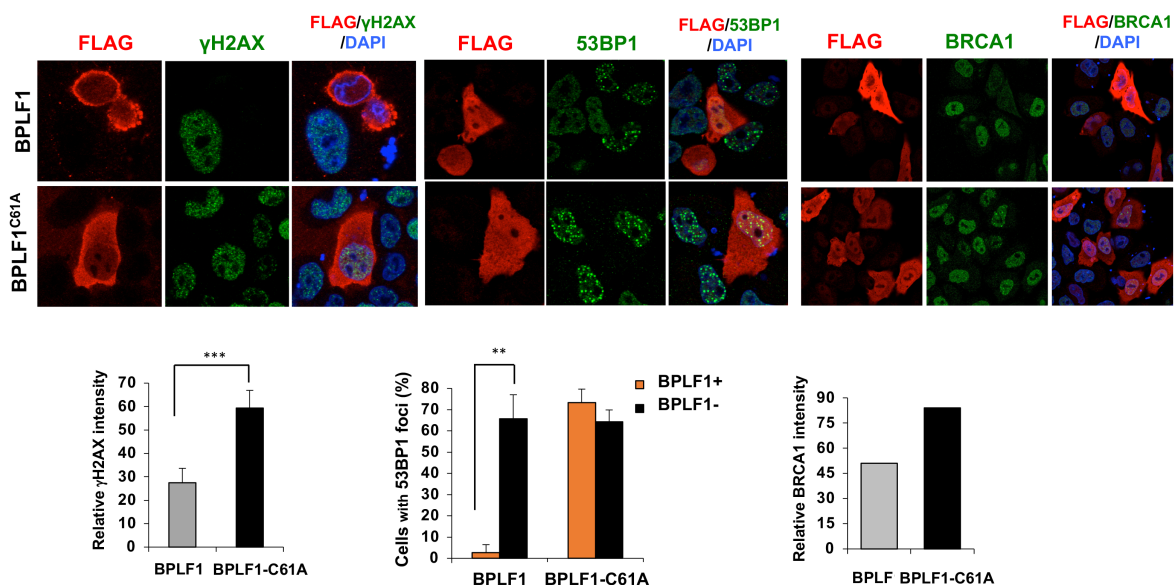 FLAG
γH2AX
FLAG/γH2AX
/DAPI
FLAG
53BP1
FLAG/53BP1
/DAPI
FLAG
BRCA1
FLAG/BRCA1
/DAPI
BPLF1
BPLF1C61A
Relative γH2AX intensity
70
60
50
40
30
20
10
0
***
BPLF1
BPLF1-C61A
Cells with 53BP1 foci (%)
80
70
60
50
40
30
20
10
0
**
BPLF1+
BPLF1-
BPLF1
BPLF1-C61A
Relative BRCA1 intensity
90
75
60
45
30
15
0
BPLF
BPLF1-C61A